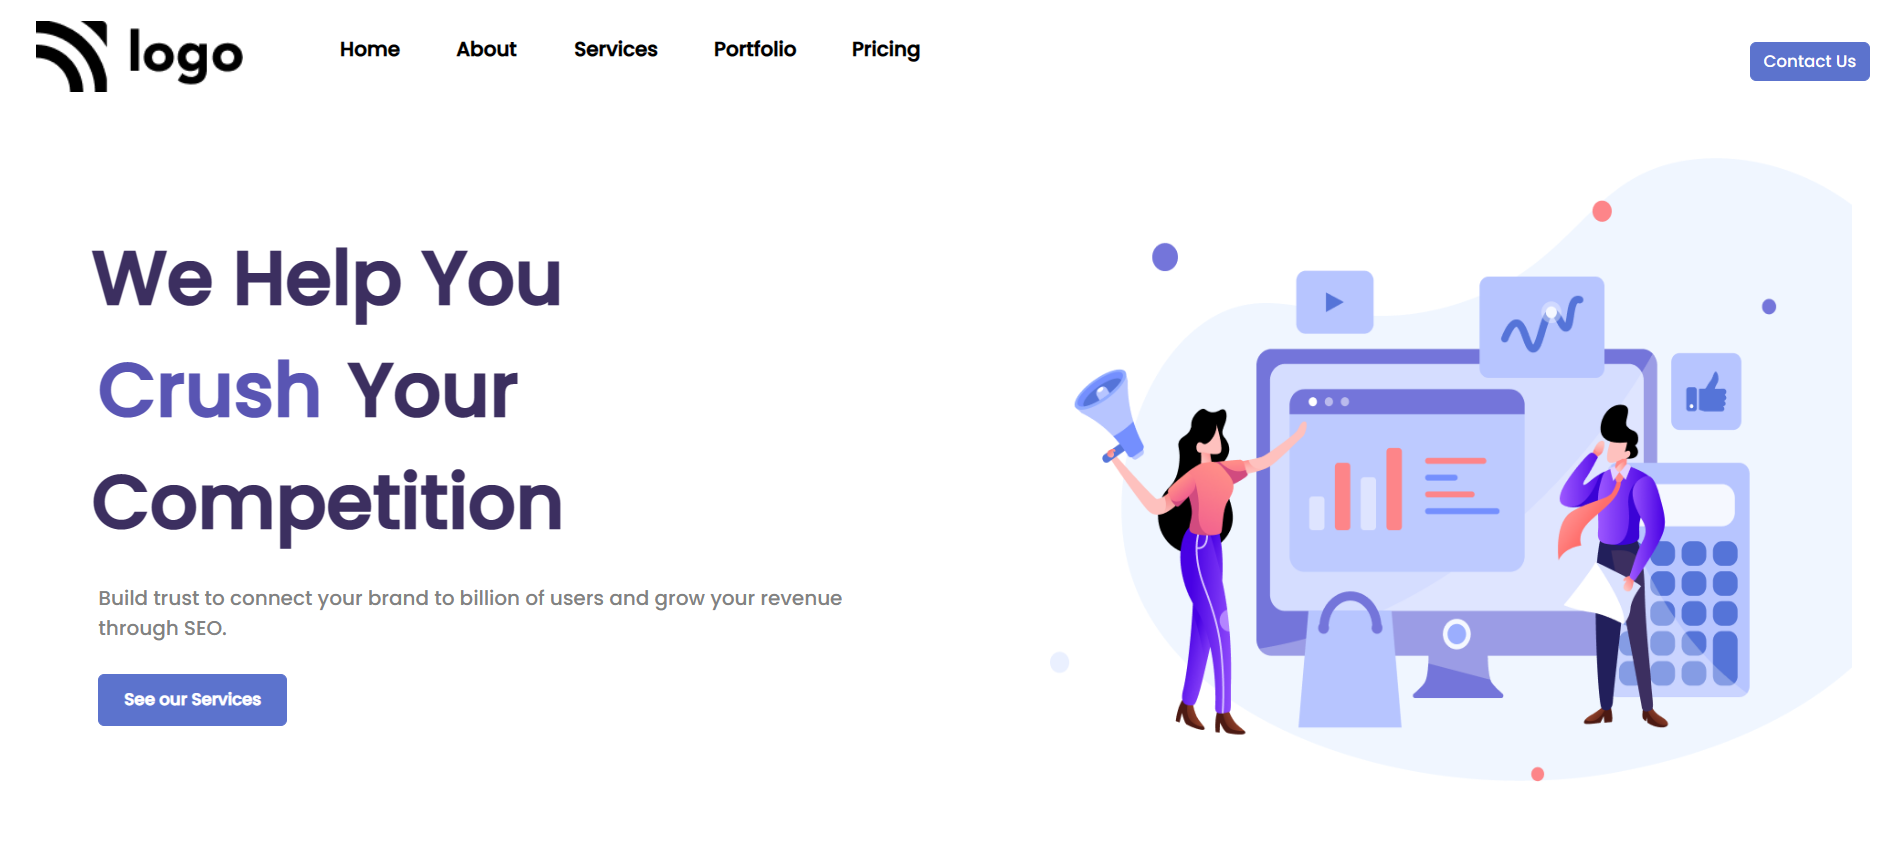 logo
Home About Services Portfolio Pricing
Contact Us
We Help You
Crush Your
Competition
Build trust to connect your brand to billion of users and grow your revenue
through SEO.
See our Services